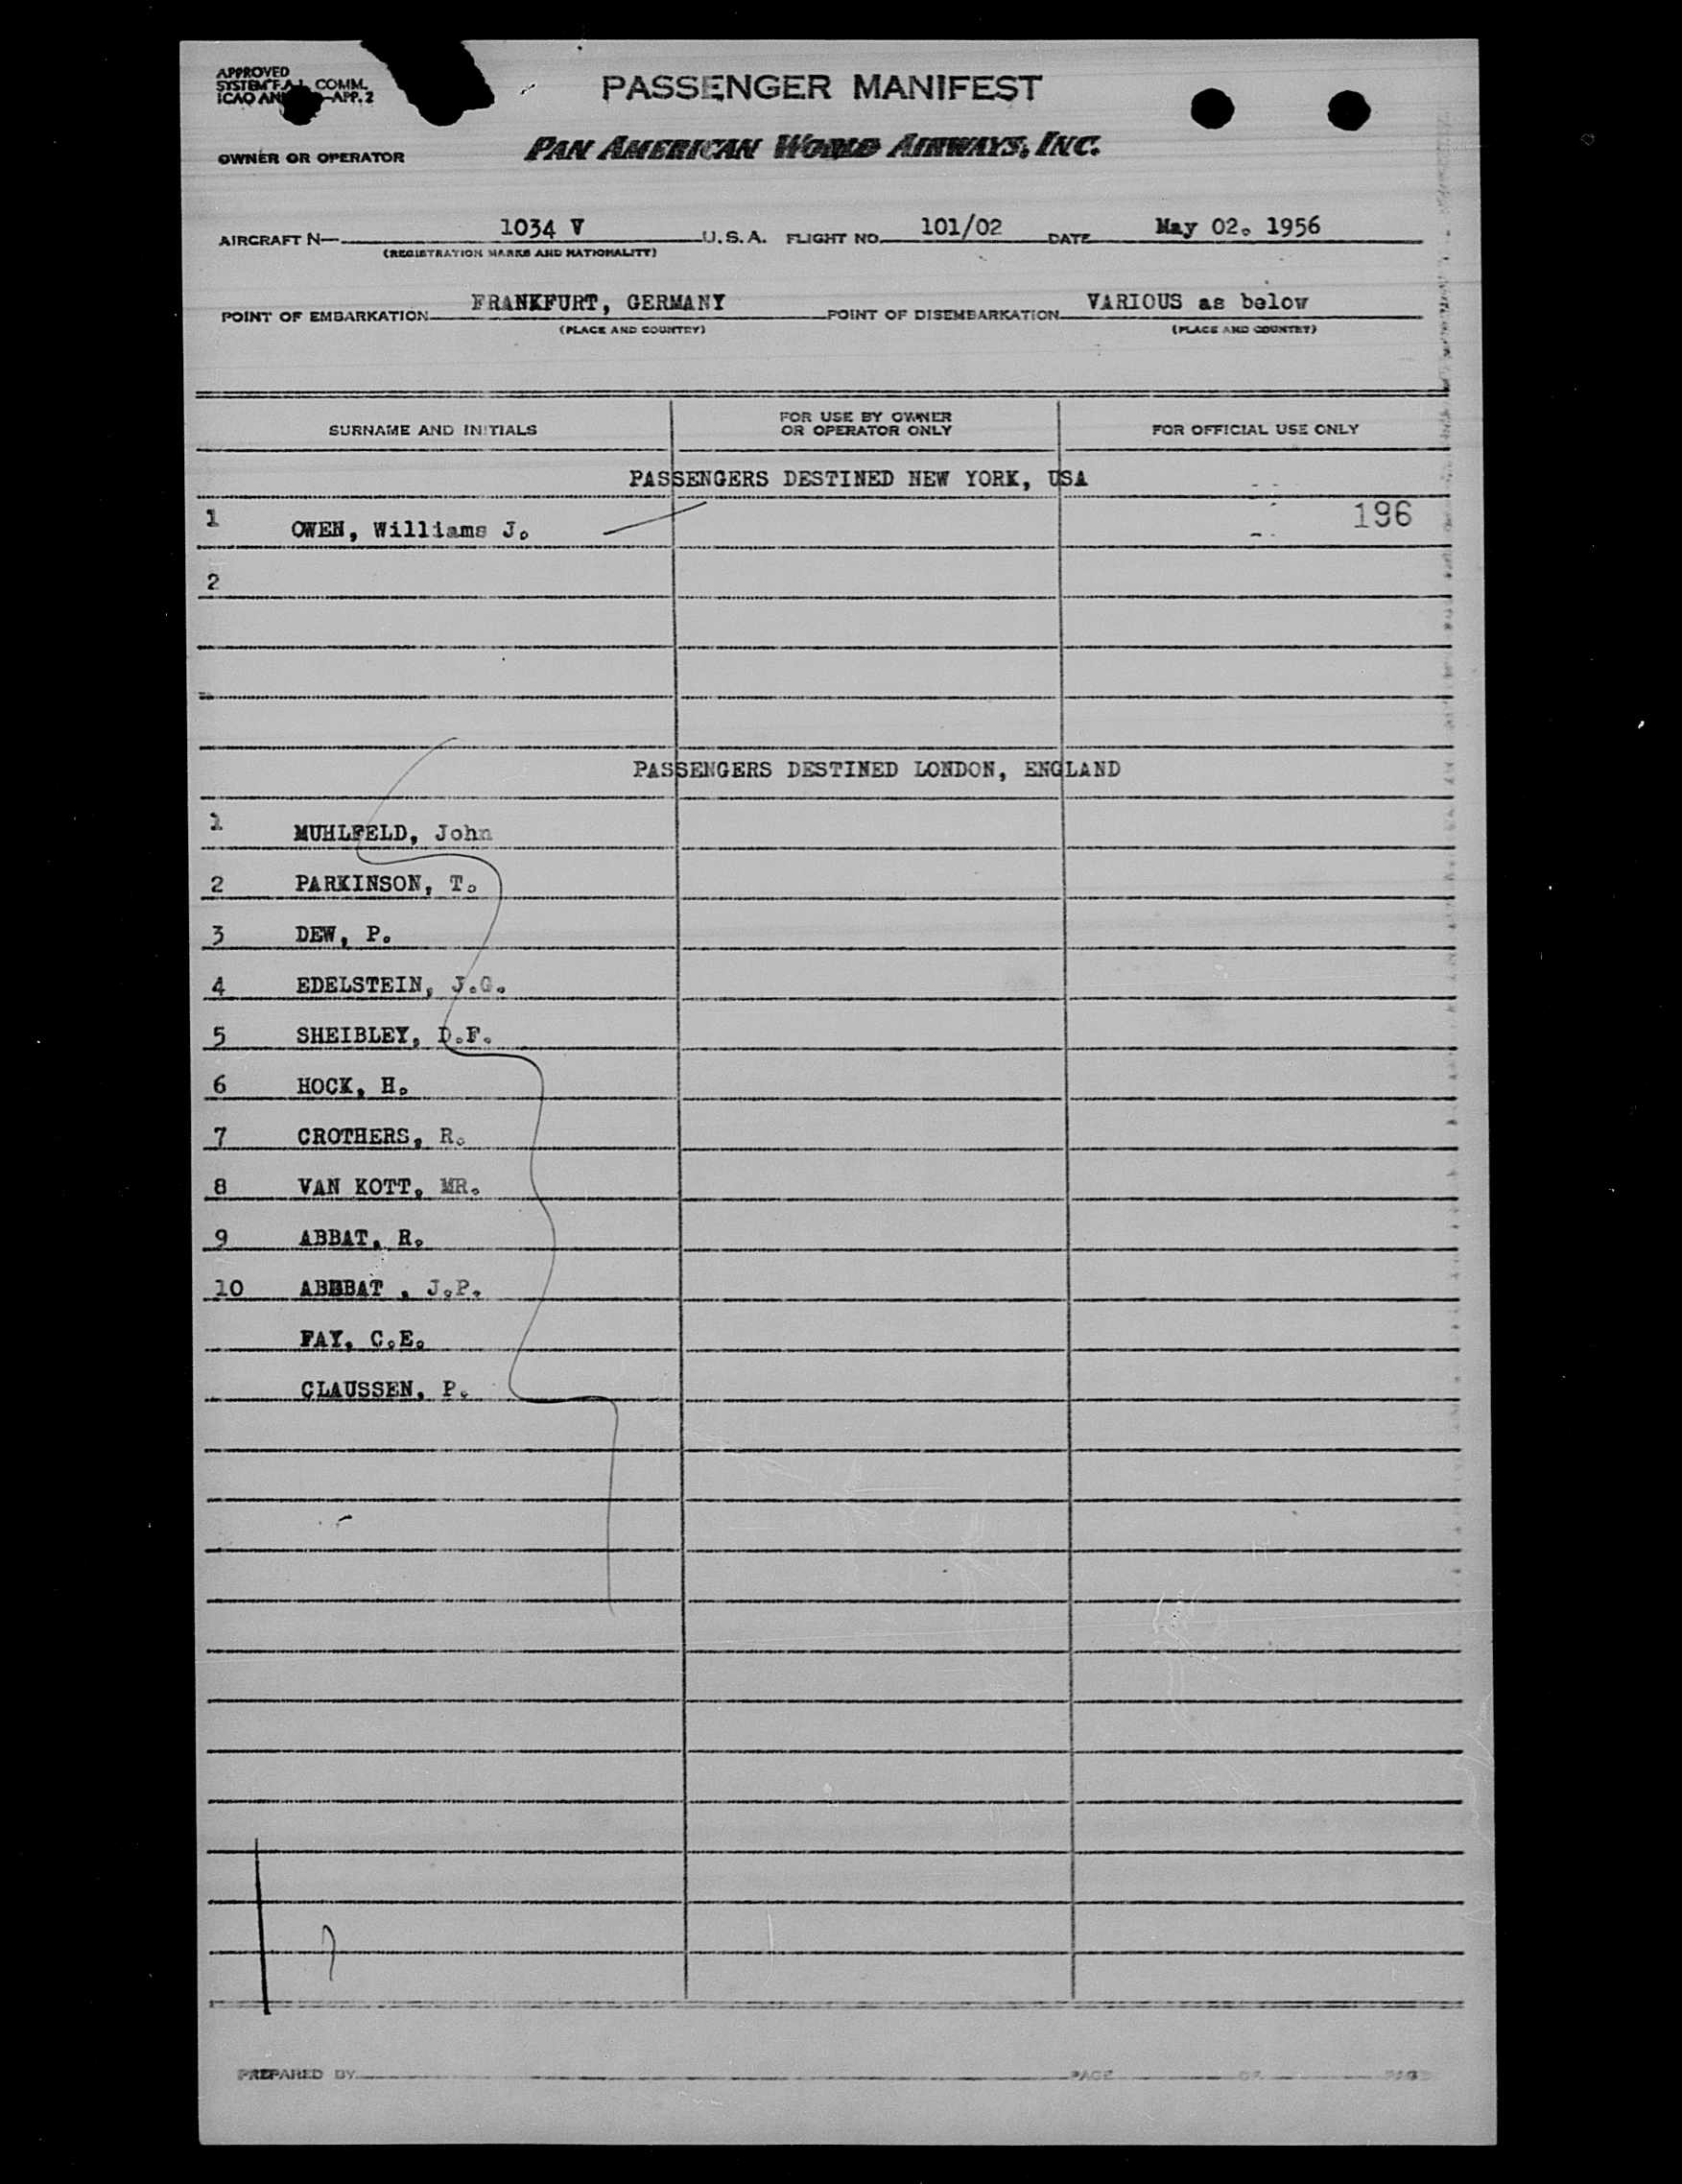 APPROVED
SYSTEM F.A.L. COMM.
ICAO APP. 2
PASSENGER MANIFEST
OWNER OR OPERATOR PAN AMERICAN WORLD AIRWAYS, INC.
AIRCRAFT N— 1034 V U.S.A. FLIGHT NO. 101/02 DATE May 02. 1956
(REGISTRATION MARKS AND NATIONALITY)
POINT OF EMBARKATION FRANKFURT, GERMANY POINT OF DISEMBARKATION VARIOUS as below
(PLACE AND COUNTRY) (PLACE AND COUNTRY)
SURNAME AND INITIALS FOR USE BY OWNER OR OPERATOR ONLY FOR OFFICIAL USE ONLY
PASSENGERS DESTINED NEW YORK, USA
1 OWEN, Williams J. 196
2
PASSENGERS DESTINED LONDON, ENGLAND
1 MUHLFELD, John
2 PARKINSON, T.
3 DEW, P.
4 EDELSTEIN, J.G.
5 SHEIBLEY, D.F.
6 HOCK, H.
7 CROTHERS, R.
8 VAN KOTT, MR.
9 ABBAT, R.
10 ABBBAT , J.P.
FAY, C.E.
CLAUSSEN, P.
PREPARED BY PAGE OF PAGE